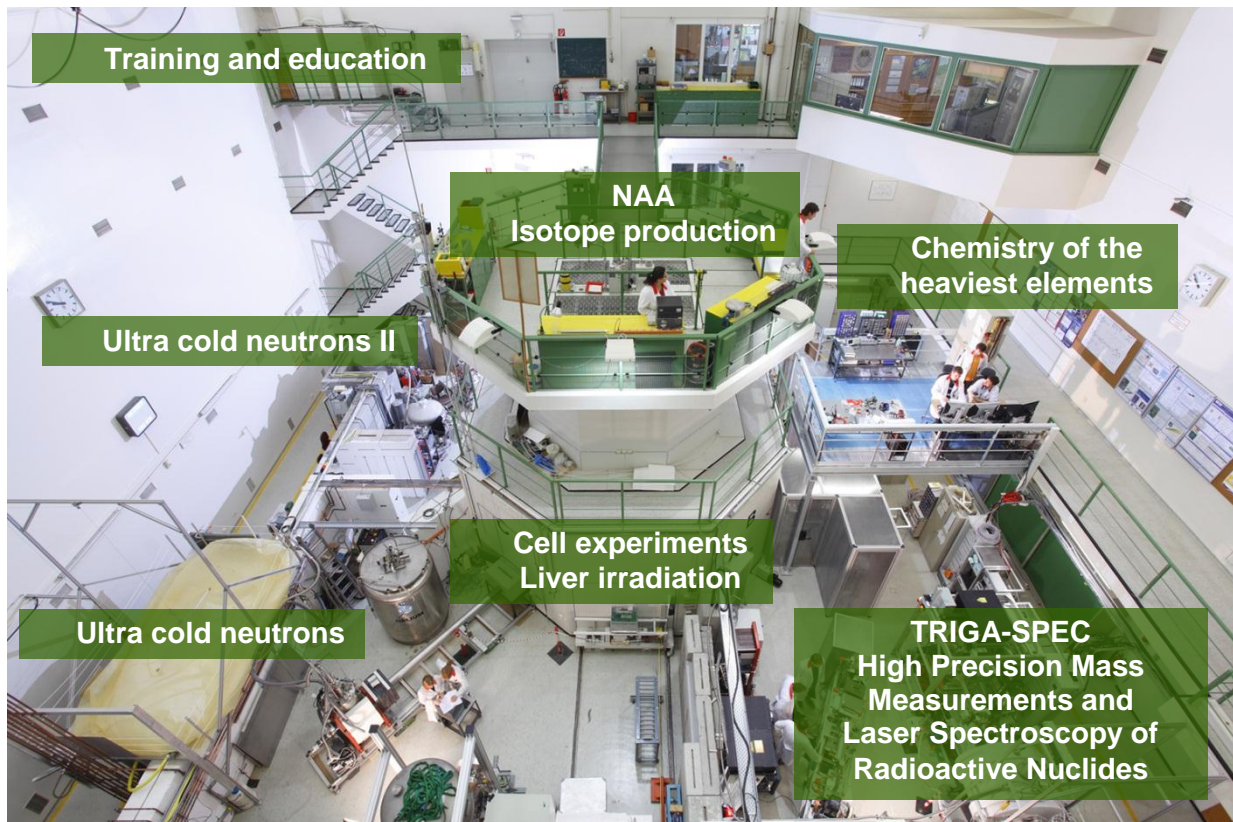 Training and education
NAA
Isotope production
Chemistry of the
heaviest elements
Ultra cold neutrons II
Cell experiments
Liver irradiation
Ultra cold neutrons
TRIGA-SPEC
High Precision Mass
Measurements and
Laser Spectroscopy of
Radioactive Nuclides